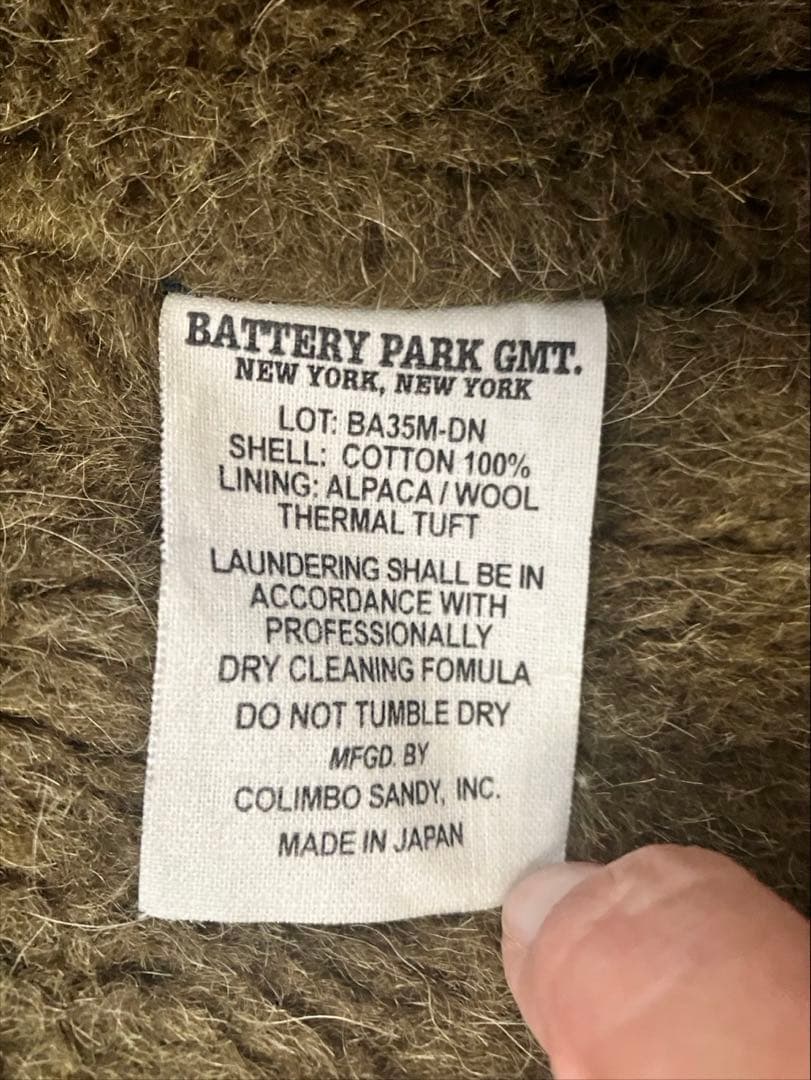 BATTERY PARK GMT.
NEW YORK, NEW YORK
LOT: BA35M-DN
SHELL: COTTON 100%
LINING: ALPACA / WOOL
THERMAL TUFT
LAUNDERING SHALL BE IN
ACCORDANCE WITH
PROFESSIONALLY
DRY CLEANING FOMULA
DO NOT TUMBLE DRY
MFGD. BY
COLIMBO SANDY, INC.
MADE IN JAPAN